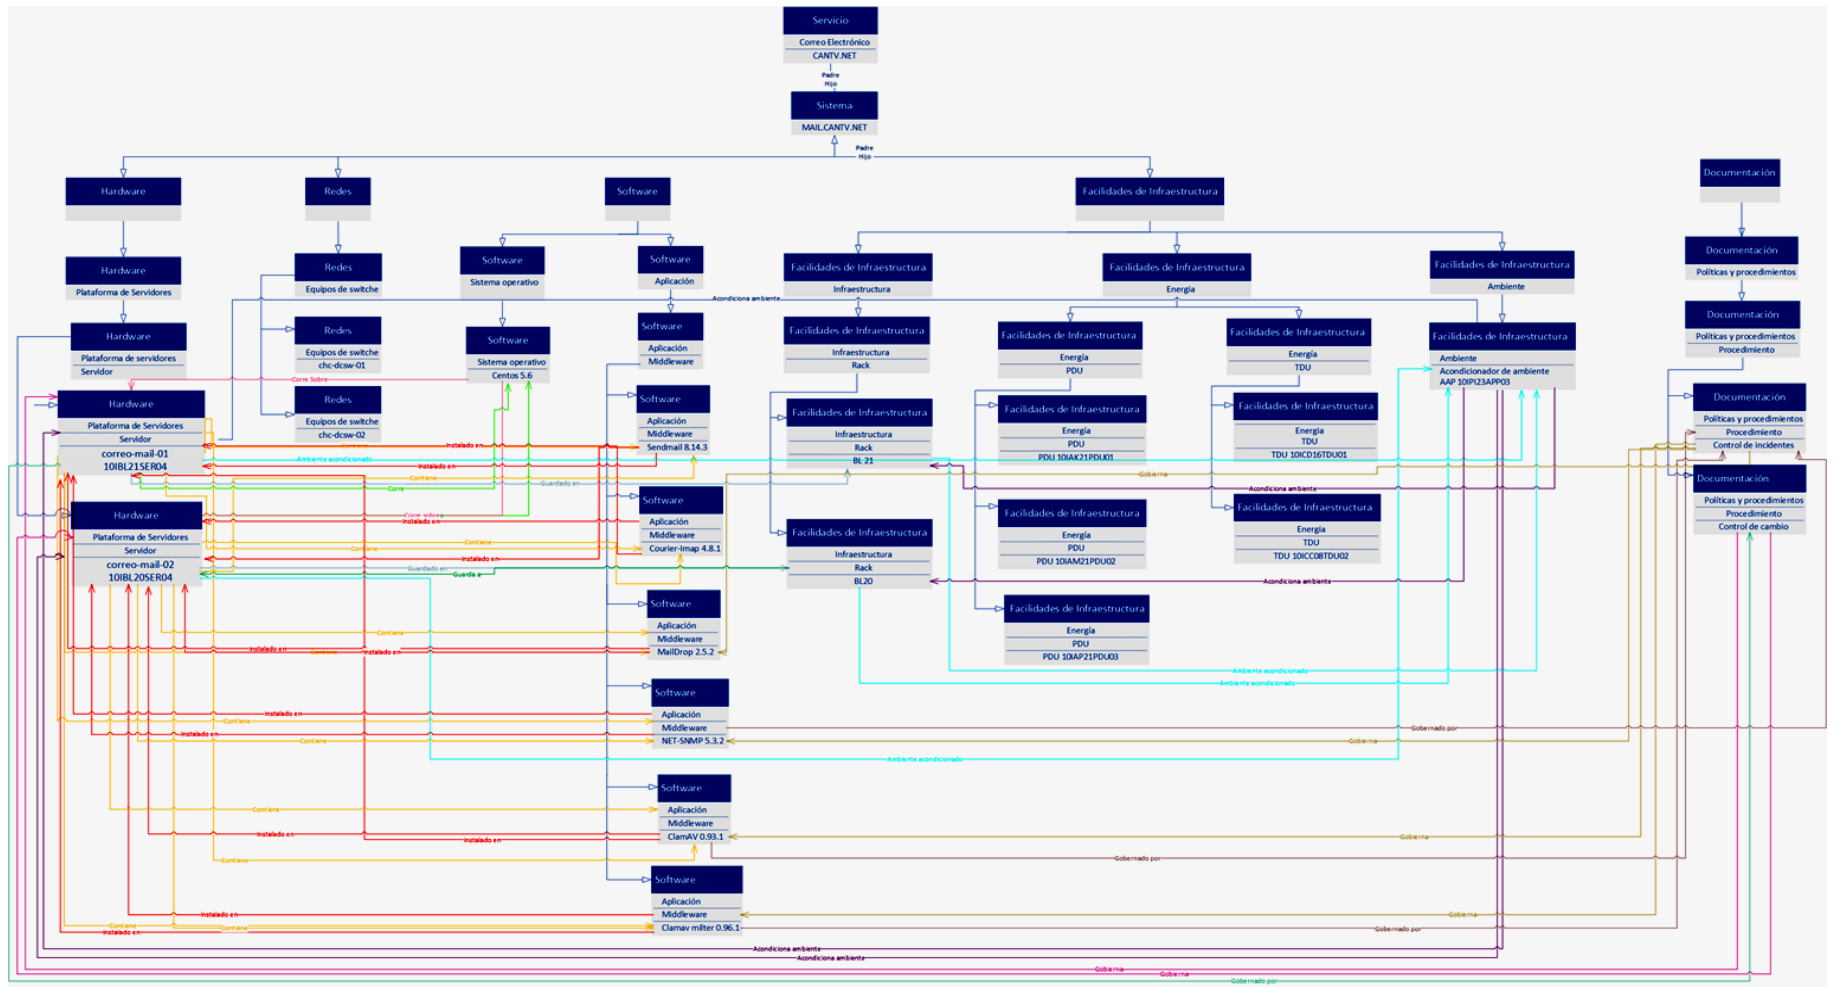 Servicio
Correo Electrónico
CANTV.NET
Padre
Hijo
Sistema
MAIL.CANTV.NET
Padre
Hijo
Hardware
Redes
Software
Facilidades de Infraestructura
Documentación
Hardware
Plataforma de Servidores
Redes
Equipos de switche
Software
Sistema operativo
Software
Aplicación
Facilidades de Infraestructura
Infraestructura
Facilidades de Infraestructura
Energía
Facilidades de Infraestructura
Ambiente
Documentación
Políticas y procedimientos
Acondiciona ambiente
Hardware
Plataforma de servidores
Servidor
Redes
Equipos de switche
chc-dcsw-01
Software
Sistema operativo
Centos 5.6
Software
Aplicación
Middleware
Facilidades de Infraestructura
Infraestructura
Rack
Facilidades de Infraestructura
Energía
PDU
Facilidades de Infraestructura
Energía
TDU
Facilidades de Infraestructura
Ambiente
Acondicionador de ambiente
AAP 10IPI23APP03
Documentación
Políticas y procedimientos
Procedimiento
Corre Sobre
Hardware
Plataforma de Servidores
Servidor
correo-mail-01
10IBL21SER04
Redes
Equipos de switche
chc-dcsw-02
Software
Aplicación
Middleware
Sendmail 8.14.3
Facilidades de Infraestructura
Infraestructura
Rack
BL-21
Facilidades de Infraestructura
Energía
PDU
PDU 10IAK21PDU01
Facilidades de Infraestructura
Energía
TDU
TDU 10ICD16TDU01
Documentación
Políticas y procedimientos
Procedimiento
Control de incidentes
Instalado en
Ambiente acondicionado
Instalado en
Contiene
Guardado en
Corre
Gobierna
Acondiciona ambiente
Documentación
Políticas y procedimientos
Procedimiento
Control de cambio
Hardware
Plataforma de Servidores
Servidor
correo-mail-02
10IBL20SER04
Corre sobre
Instalado en
Contiene
Contiene
Instalado en
Guardado en
Guarda a
Software
Aplicación
Middleware
Courier-Imap 4.8.1
Facilidades de Infraestructura
Infraestructura
Rack
BL20
Facilidades de Infraestructura
Energía
PDU
PDU 10IAM21PDU02
Facilidades de Infraestructura
Energía
TDU
TDU 10ICC08TDU02
Acondiciona ambiente
Software
Aplicación
Middleware
MailDrop 2.5.2
Facilidades de Infraestructura
Energía
PDU
PDU 10IAP21PDU03
Contiene
Instalado en
Contiene
Instalado en
Ambiente acondicionado
Ambiente acondicionado
Software
Aplicación
Middleware
NET-SNMP 5.3.2
Instalado en
Contiene
Instalado en
Contiene
Gobernado por
Gobierna
Ambiente acondicionado
Software
Aplicación
Middleware
ClamAV 0.93.1
Contiene
Instalado en
Instalado en
Contiene
Gobierna
Gobernado por
Software
Aplicación
Middleware
Clamav milter 0.96.1
Instalado en
Contiene
Contiene
Instalado en
Gobierna
Gobernado por
Acondiciona ambiente
Acondiciona ambiente
Gobierna
Gobierna
Gobernado por